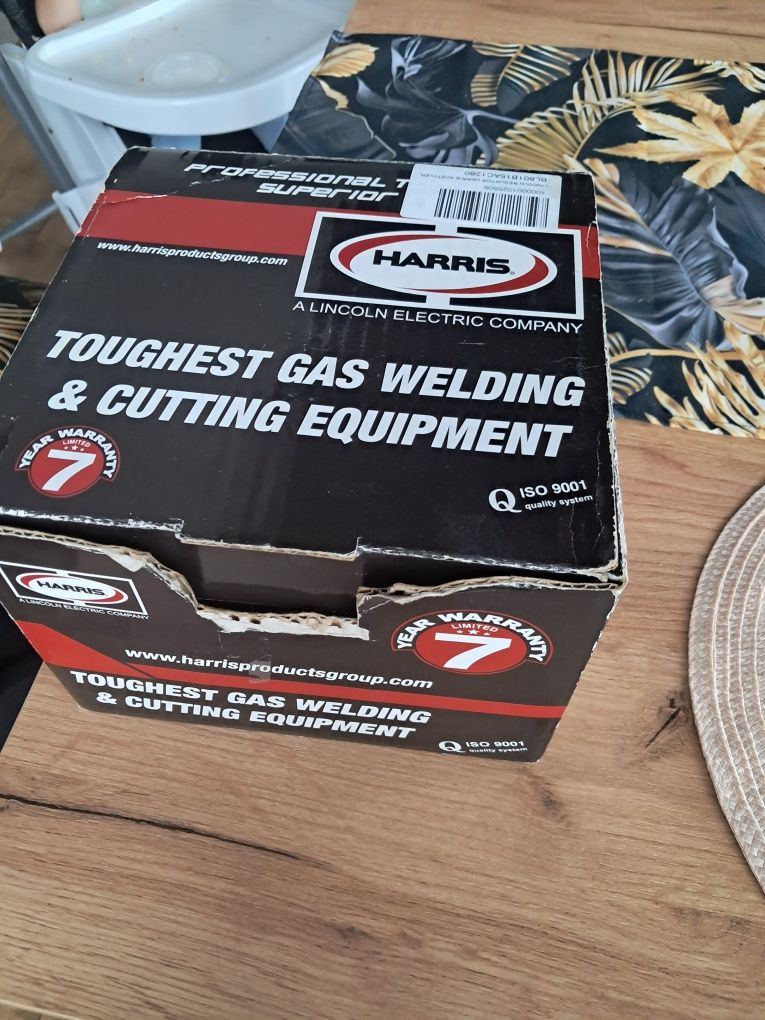 PROFESSIONAL
SUPERIOR
www.harrisproductsgroup.com
HARRIS
A LINCOLN ELECTRIC COMPANY
TOUGHEST GAS WELDING
& CUTTING EQUIPMENT
YEAR WARRANTY
LIMITED
7
Q ISO 9001
quality system
HARRIS
A LINCOLN ELECTRIC COMPANY
YEAR WARRANTY
LIMITED
7
www.harrisproductsgroup.com
TOUGHEST GAS WELDING
& CUTTING EQUIPMENT
Q ISO 9001
quality system